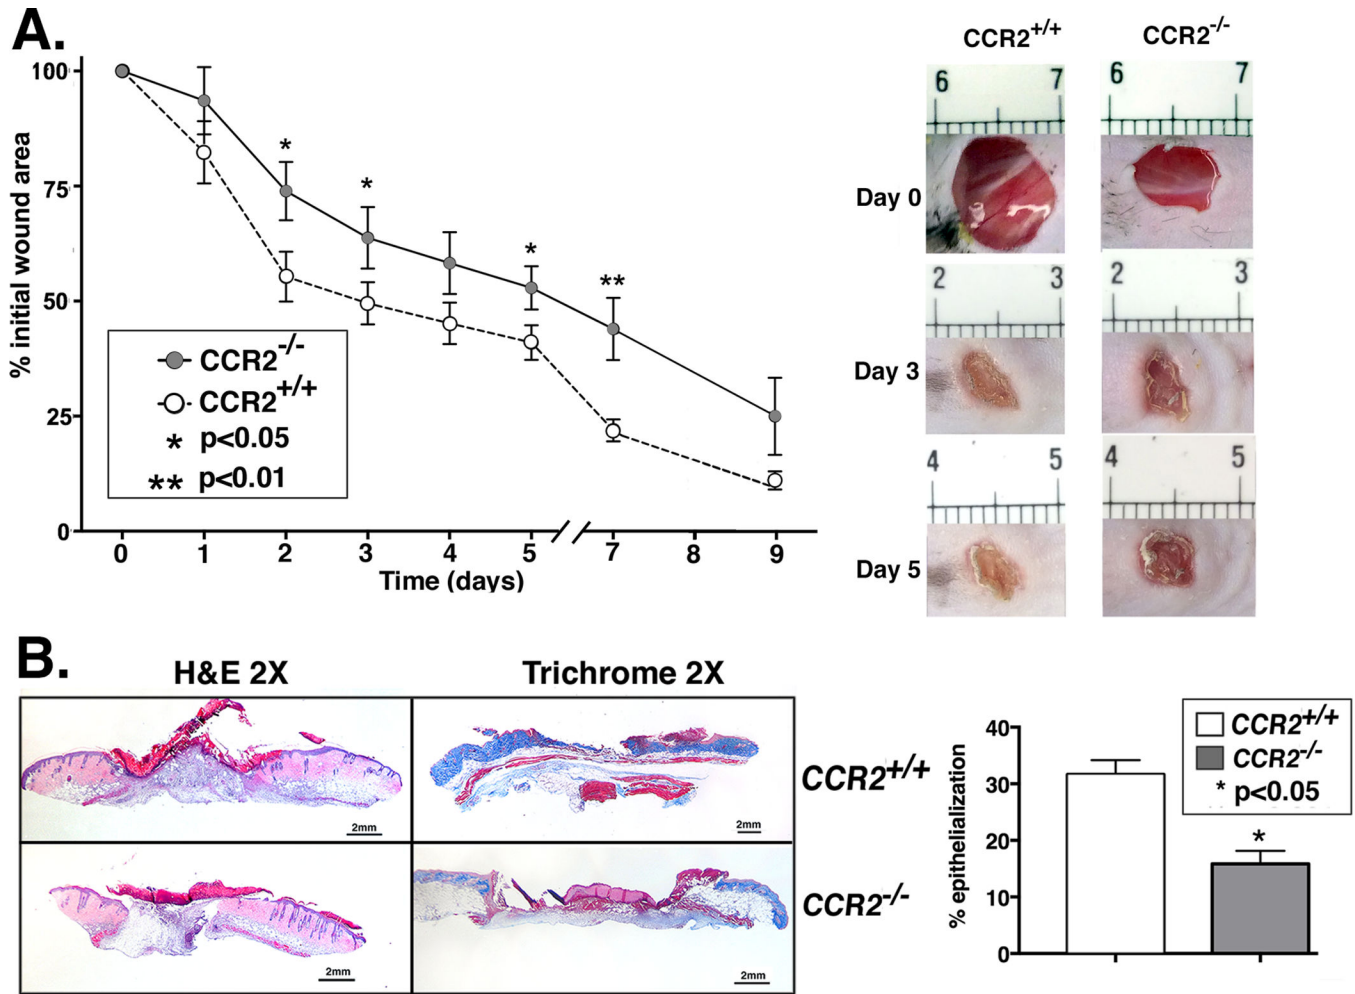 A.
% initial wound area
100
75
50
25
0
*
*
*
**
CCR2-/-
CCR2+/+
* p<0.05
** p<0.01
0 1 2 3 4 5 7 8 9
Time (days)
CCR2+/+ CCR2-/-
Day 0
6 7
6 7
Day 3
2 3
2 3
Day 5
4 5
4 5
B.
H&E 2X Trichrome 2X
2mm
2mm
CCR2+/+
2mm
2mm
CCR2-/-
% epithelialization
40
30
20
10
0
CCR2+/+
CCR2-/-
* p<0.05
*